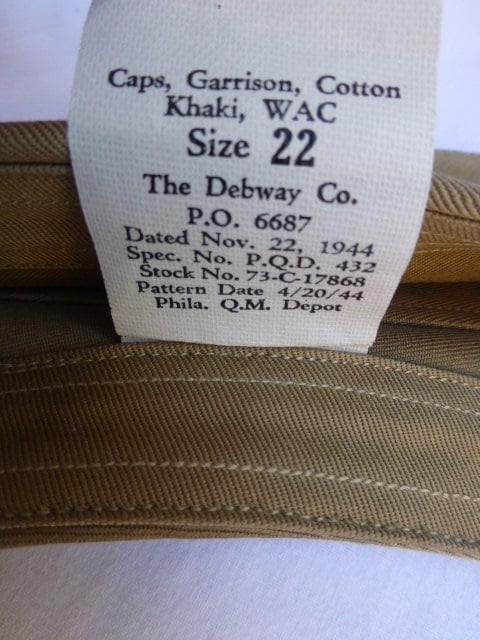 Caps, Garrison, Cotton
Khaki, WAC
Size 22
The Debway Co.
P.O. 6687
Dated Nov. 22, 1944
Spec. No. P.Q.D. 432
Stock No. 73-C-17868
Pattern Date 4/20/44
Phila. Q.M. Depot